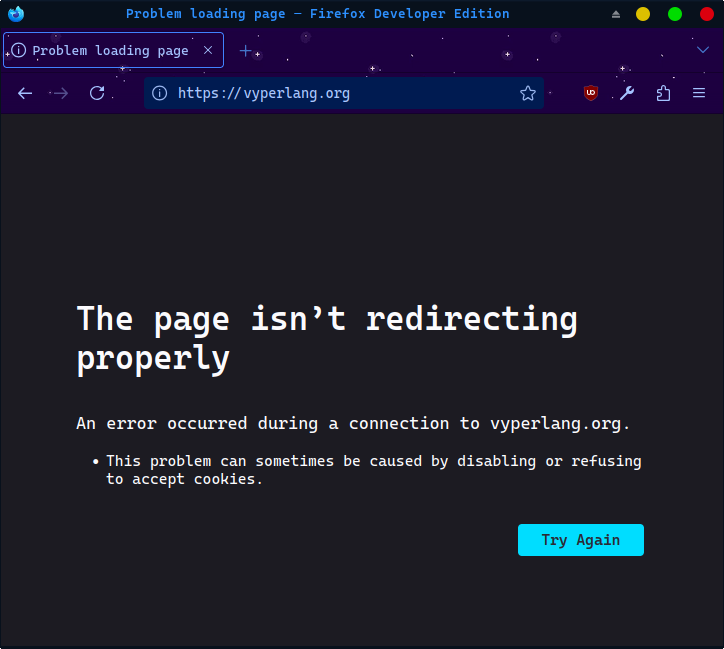 Problem loading page — Firefox Developer Edition
Problem loading page
https://vyperlang.org
The page isn’t redirecting
properly
An error occurred during a connection to vyperlang.org.
• This problem can sometimes be caused by disabling or refusing
to accept cookies.
Try Again